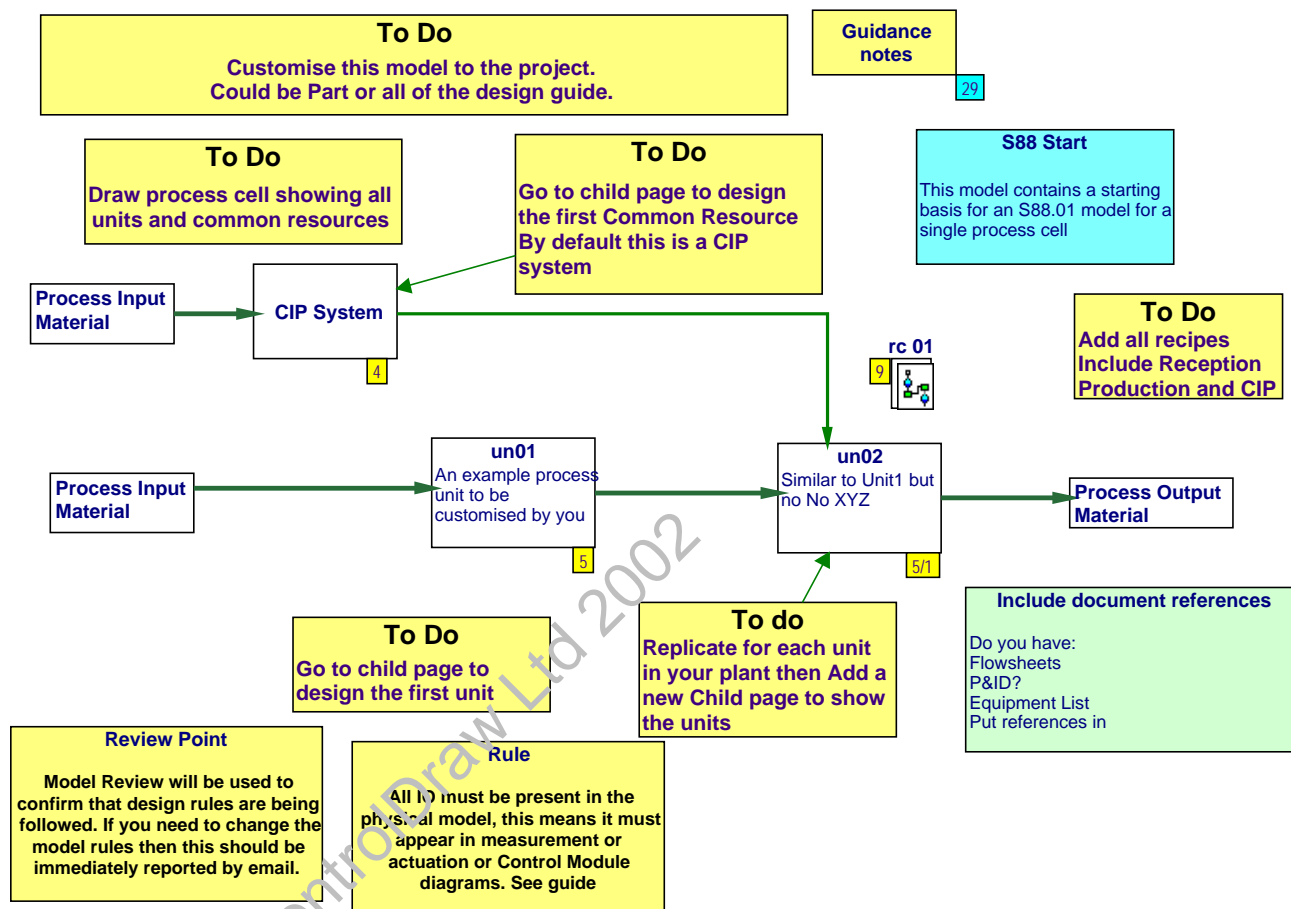 To Do
Customise this model to the project.
Could be Part or all of the design guide.
Guidance
notes
29
To Do
Draw process cell showing all
units and common resources
To Do
Go to child page to design
the first Common Resource
By default this is a CIP
system
S88 Start
This model contains a starting
basis for an S88.01 model for a
single process cell
Process Input
Material
CIP System
4
To Do
Add all recipes
Include Reception
Production and CIP
rc 01
9
Process Input
Material
un01
An example process
unit to be
customised by you
5
un02
Similar to Unit1 but
no No XYZ
5/1
Process Output
Material
To Do
Go to child page to
design the first unit
To do
Replicate for each unit
in your plant then Add a
new Child page to show
the units
Include document references
Do you have:
Flowsheets
P&ID?
Equipment List
Put references in
Review Point
Model Review will be used to
confirm that design rules are being
followed. If you need to change the
model rules then this should be
immediately reported by email.
Rule
All IO must be present in the
physical model, this means it must
appear in measurement or
actuation or Control Module
diagrams. See guide
ontrolDraw Ltd 2002